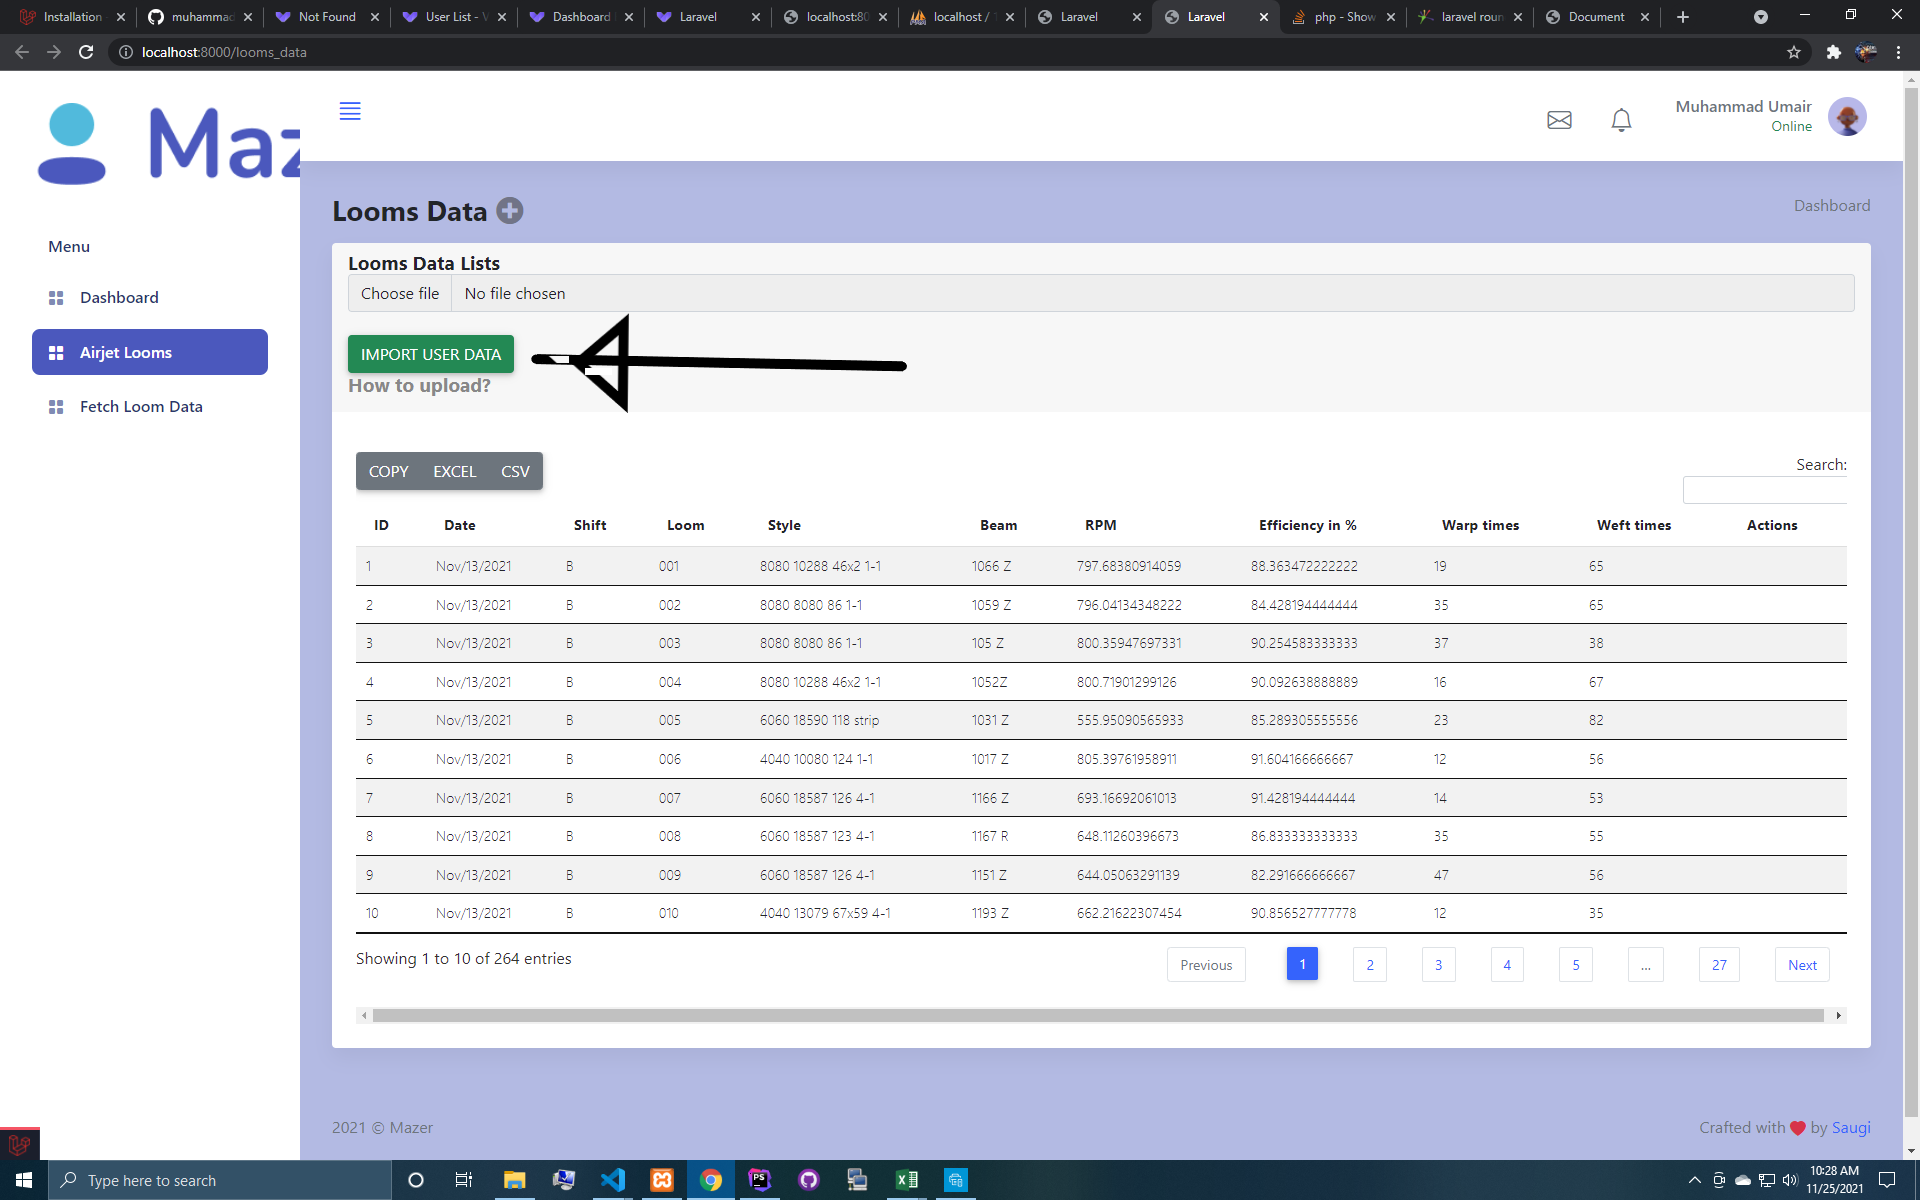 Installation
muhammad
Not Found
User List - V
Dashboard
Laravel
localhost:80
localhost / 1
Laravel
Laravel
php - Show
laravel roun
Document
localhost:8000/looms_data
Maz
Muhammad Umair
Online
Looms Data
Dashboard
Menu
Dashboard
Airjet Looms
Fetch Loom Data
Looms Data Lists
Choose file No file chosen
IMPORT USER DATA
How to upload?
COPY EXCEL CSV
Search:
ID Date Shift Loom Style Beam RPM Efficiency in % Warp times Weft times Actions
1 Nov/13/2021 B 001 8080 10288 46x2 1-1 1066 Z 797.68380914059 88.363472222222 19 65
2 Nov/13/2021 B 002 8080 8080 86 1-1 1059 Z 796.04134348222 84.428194444444 35 65
3 Nov/13/2021 B 003 8080 8080 86 1-1 105 Z 800.35947697331 90.254583333333 37 38
4 Nov/13/2021 B 004 8080 10288 46x2 1-1 1052Z 800.71901299126 90.092638888889 16 67
5 Nov/13/2021 B 005 6060 18590 118 strip 1031 Z 555.95090565933 85.289305555556 23 82
6 Nov/13/2021 B 006 4040 10080 124 1-1 1017 Z 805.39761958911 91.604166666667 12 56
7 Nov/13/2021 B 007 6060 18587 126 4-1 1166 Z 693.16692061013 91.428194444444 14 53
8 Nov/13/2021 B 008 6060 18587 123 4-1 1167 R 648.11260396673 86.833333333333 35 55
9 Nov/13/2021 B 009 6060 18587 126 4-1 1151 Z 644.05063291139 82.291666666667 47 56
10 Nov/13/2021 B 010 4040 13079 67x59 4-1 1193 Z 662.21622307454 90.856527777778 12 35
Showing 1 to 10 of 264 entries
Previous 1 2 3 4 5 ... 27 Next
2021 © Mazer
Crafted with ❤ by Saugi
Type here to search
PS
10:28 AM
11/25/2021